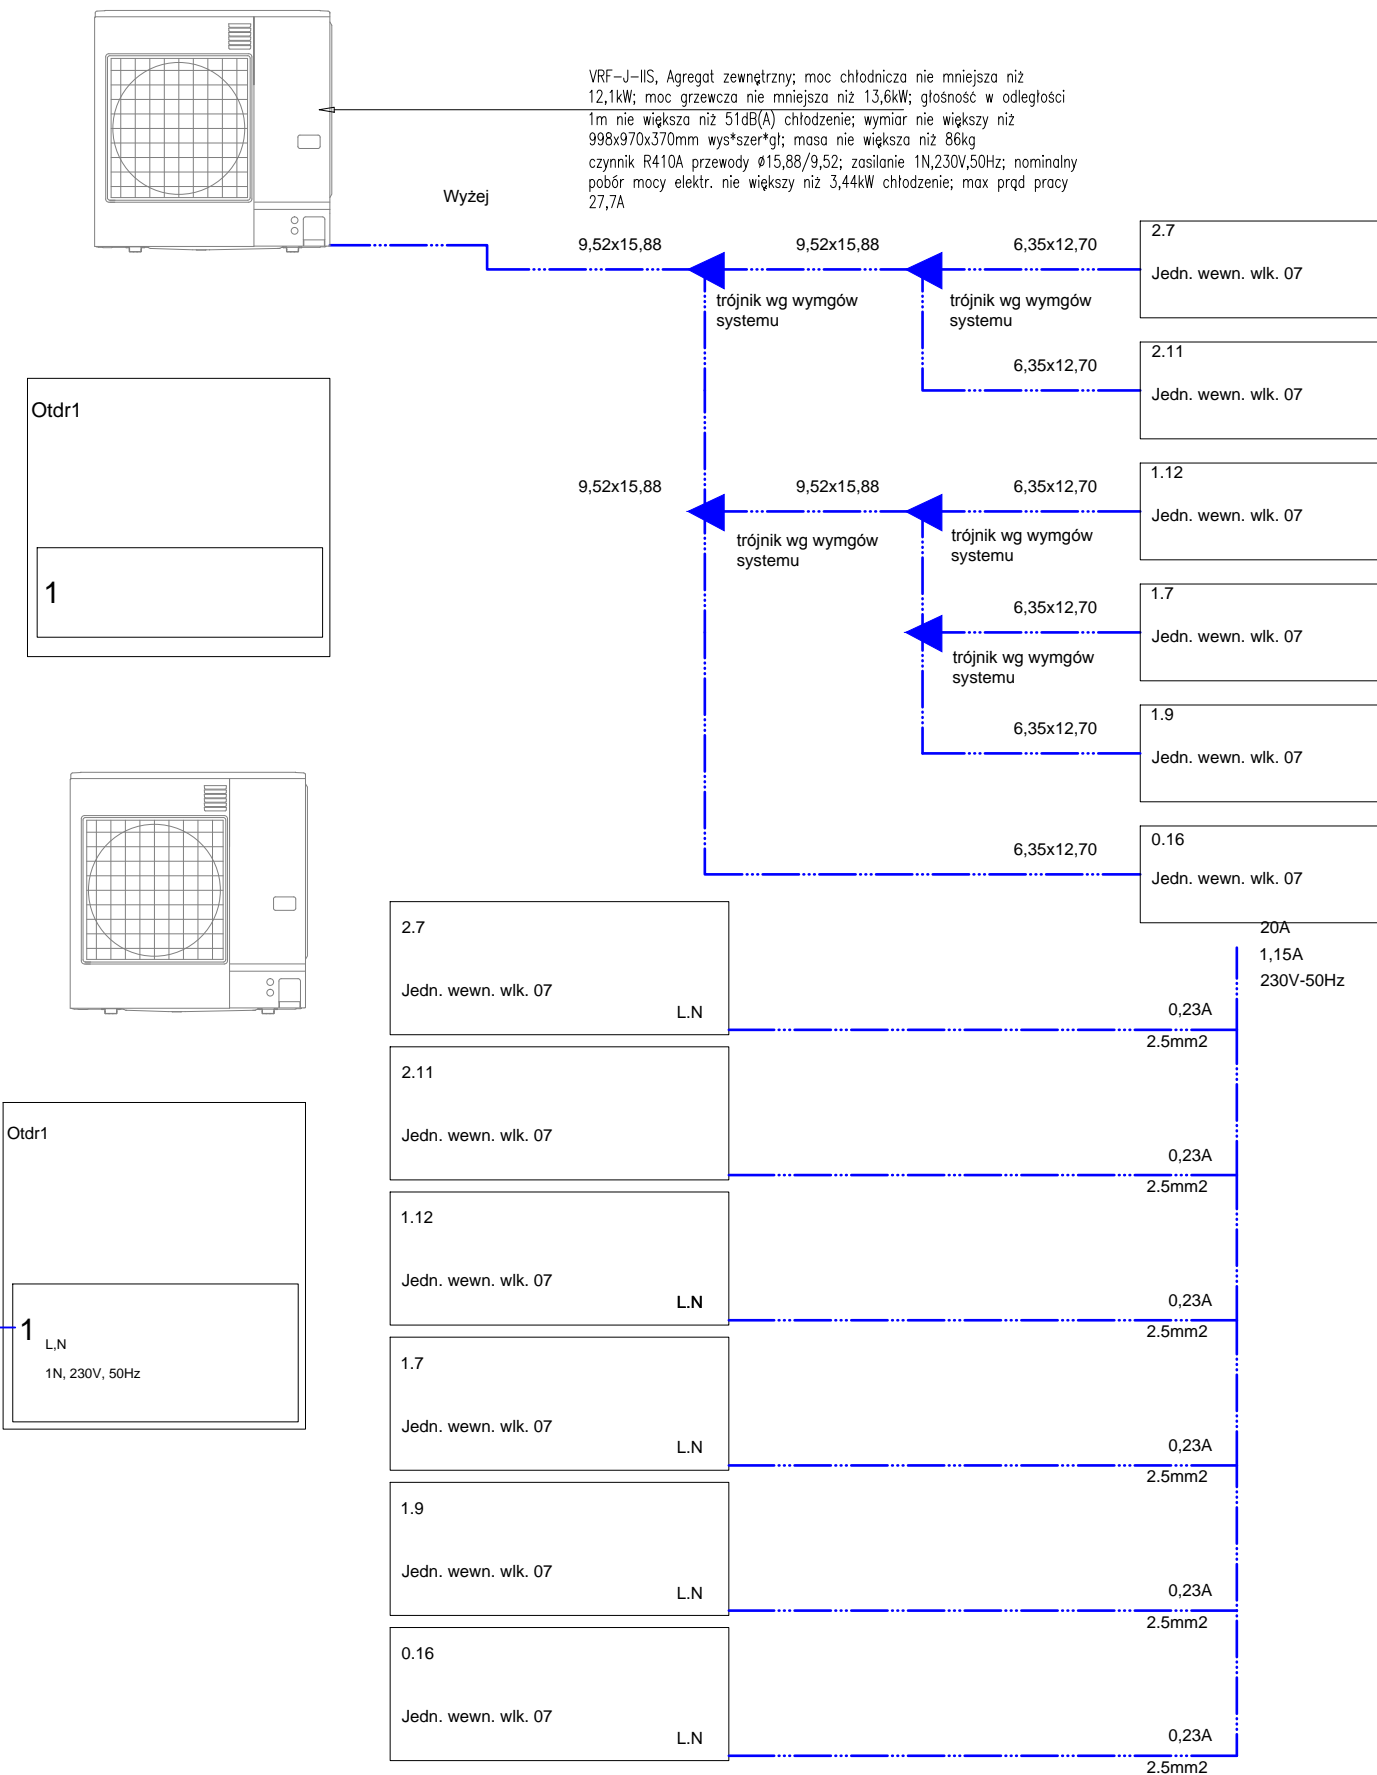 VRF-J-IIS, Agregat zewnętrzny; moc chłodnicza nie mniejsza niż
12,1kW; moc grzewcza nie mniejsza niż 13,6kW; głośność w odległości
1m nie większa niż 51dB(A) chłodzenie; wymiar nie większy niż
998x970x370mm wys*szer*gł; masa nie większa niż 86kg
czynnik R410A przewody ø15,88/9,52; zasilanie 1N,230V,50Hz; nominalny
pobór mocy elektr. nie większy niż 3,44kW chłodzenie; max prąd pracy
27,7A
Wyżej
9,52x15,88
9,52x15,88
6,35x12,70
2.7
Jedn. wewn. wlk. 07
trójnik wg wymgów
systemu
trójnik wg wymgów
systemu
6,35x12,70
2.11
Jedn. wewn. wlk. 07
Otdr1
1
9,52x15,88
9,52x15,88
6,35x12,70
1.12
Jedn. wewn. wlk. 07
trójnik wg wymgów
systemu
trójnik wg wymgów
systemu
6,35x12,70
1.7
Jedn. wewn. wlk. 07
trójnik wg wymgów
systemu
6,35x12,70
1.9
Jedn. wewn. wlk. 07
6,35x12,70
0.16
Jedn. wewn. wlk. 07
20A
1,15A
230V-50Hz
2.7
Jedn. wewn. wlk. 07
L.N
0,23A
2.5mm2
2.11
Jedn. wewn. wlk. 07
0,23A
2.5mm2
1.12
Jedn. wewn. wlk. 07
L.N
0,23A
2.5mm2
1.7
Jedn. wewn. wlk. 07
L.N
0,23A
2.5mm2
1.9
Jedn. wewn. wlk. 07
L.N
0,23A
2.5mm2
0.16
Jedn. wewn. wlk. 07
L.N
0,23A
2.5mm2
Otdr1
1
L,N
1N, 230V, 50Hz